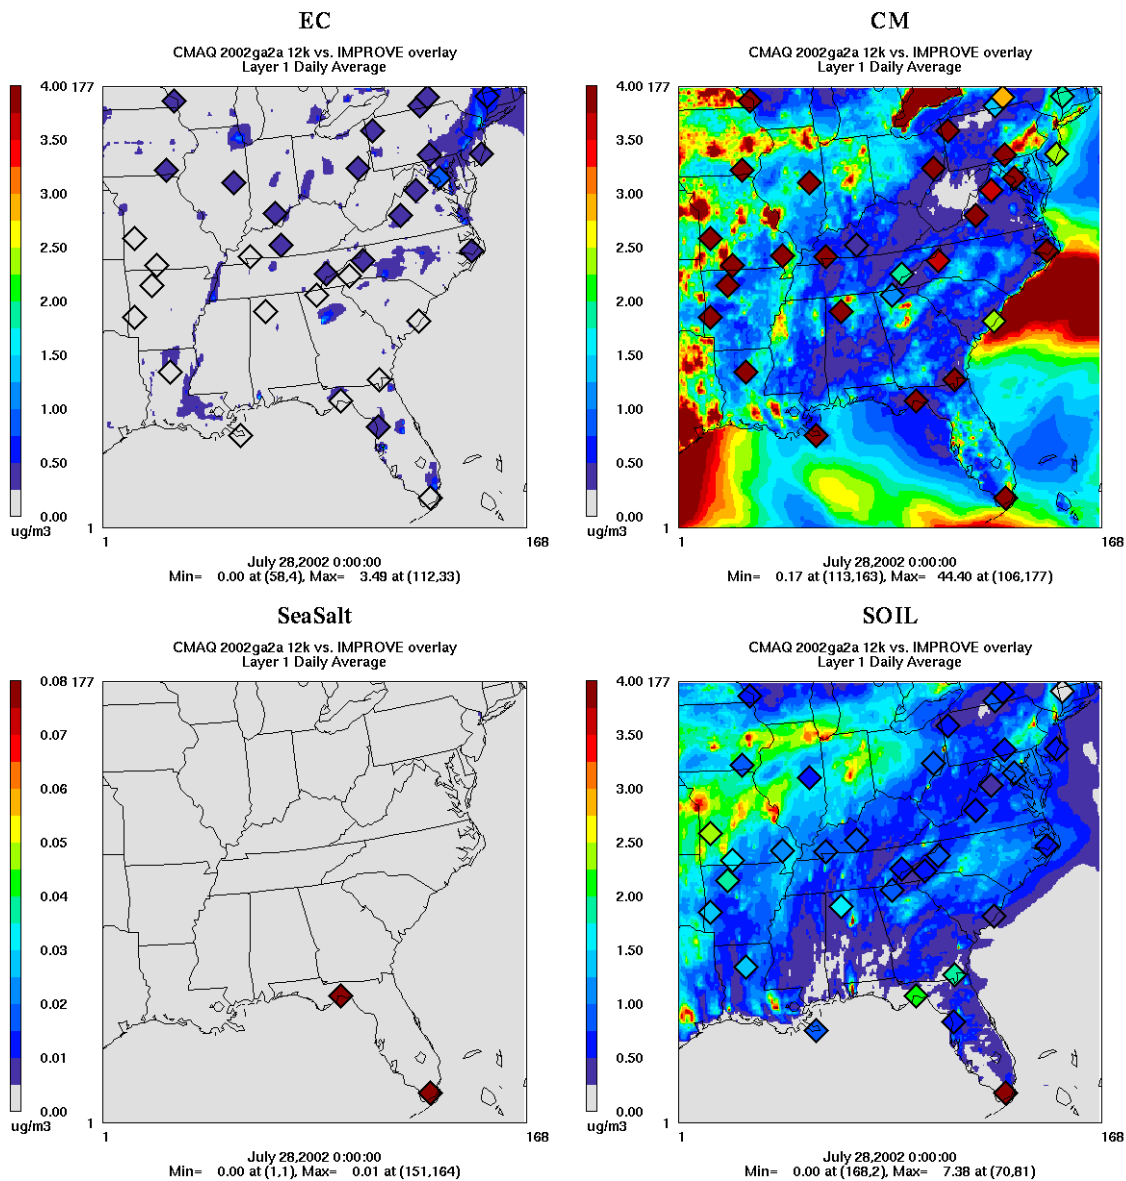 EC
CMAQ 2002ga2a 12k vs. IMPROVE overlay
Layer 1 Daily Average
4.00 177
3.50
3.00
2.50
2.00
1.50
1.00
0.50
0.00
ug/m3
1
1 168
July 28,2002 0:00:00
Min= 0.00 at (58,4), Max= 3.49 at (112,33)
CM
CMAQ 2002ga2a 12k vs. IMPROVE overlay
Layer 1 Daily Average
4.00 177
3.50
3.00
2.50
2.00
1.50
1.00
0.50
0.00
ug/m3
1
1 168
July 28,2002 0:00:00
Min= 0.17 at (113,163), Max= 44.40 at (106,177)
SeaSalt
CMAQ 2002ga2a 12k vs. IMPROVE overlay
Layer 1 Daily Average
0.08 177
0.07
0.06
0.05
0.04
0.03
0.02
0.01
0.00
ug/m3
1
1 168
July 28,2002 0:00:00
Min= 0.00 at (1,1), Max= 0.01 at (151,164)
SOIL
CMAQ 2002ga2a 12k vs. IMPROVE overlay
Layer 1 Daily Average
4.00 177
3.50
3.00
2.50
2.00
1.50
1.00
0.50
0.00
ug/m3
1
1 168
July 28,2002 0:00:00
Min= 0.00 at (168,2), Max= 7.38 at (70,81)